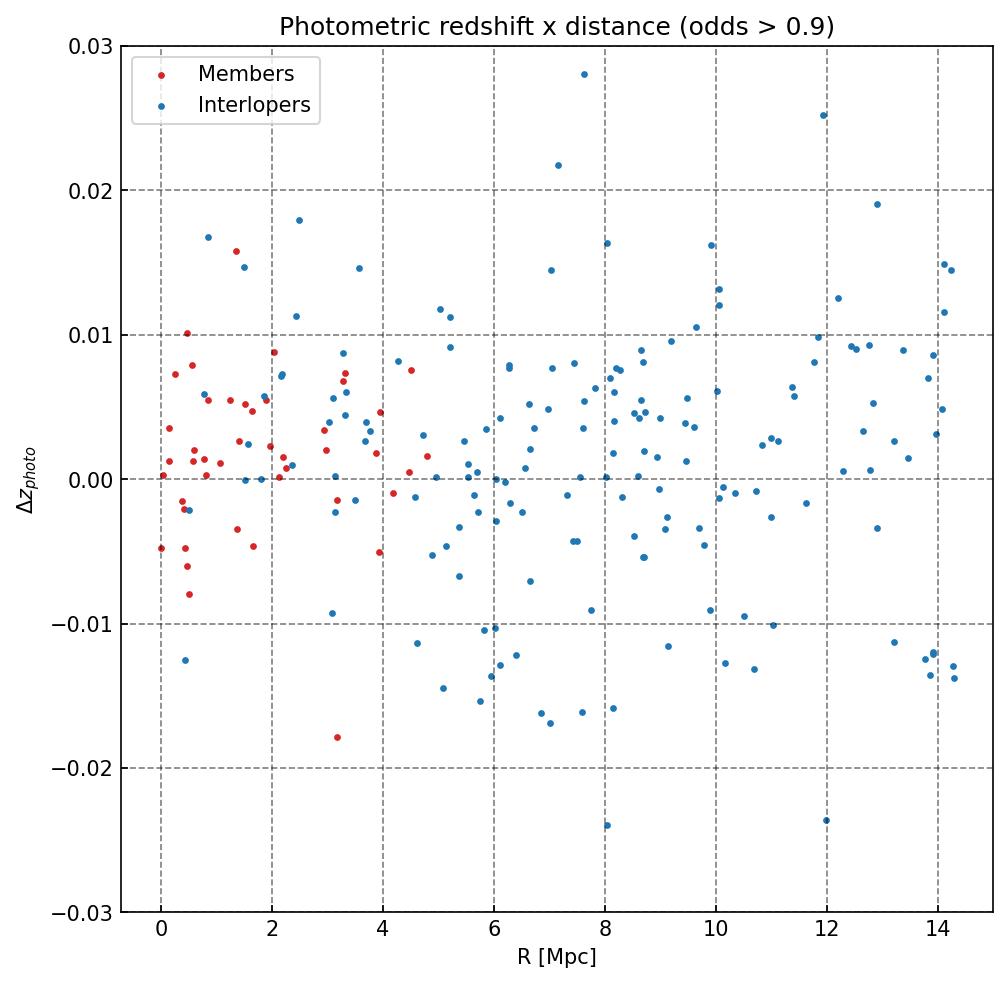 Photometric redshift x distance (odds > 0.9)
Members
Interlopers
0.03
0.02
0.01
0.00
−0.01
−0.02
−0.03
Δz_photo
0 2 4 6 8 10 12 14
R [Mpc]